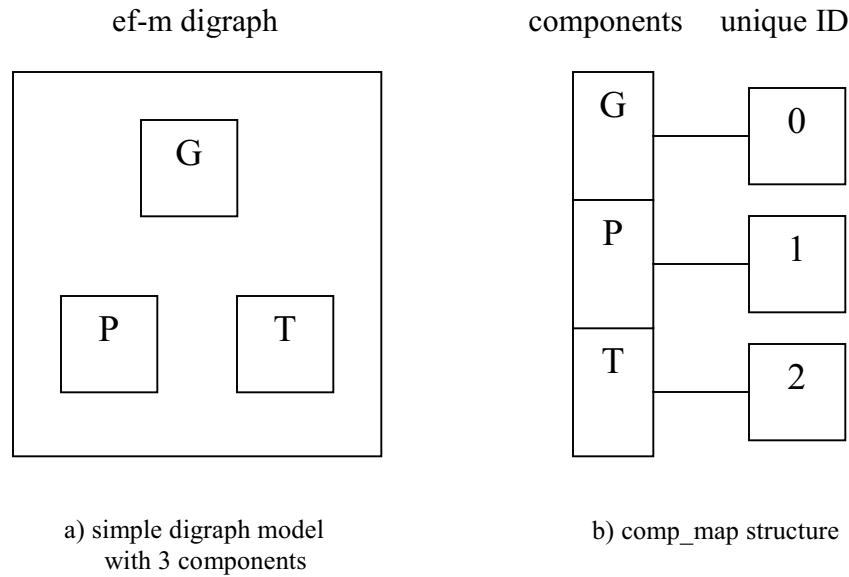 ef-m digraph
G
P T
a) simple digraph model
with 3 components
components unique ID
G 0
P 1
T 2
b) comp_map structure